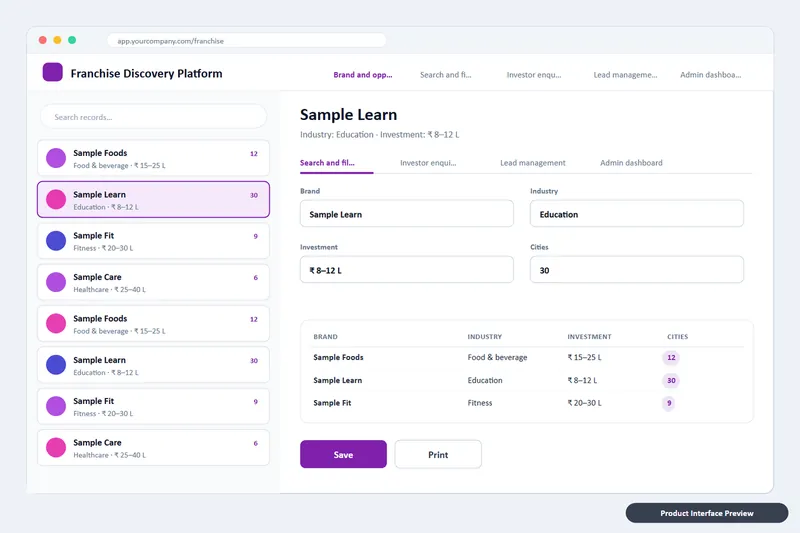 app.yourcompany.com/franchise
Franchise Discovery Platform
Brand and opp...
Search and fi...
Investor enqu...
Lead manageme...
Admin dashboa...
Search records...
Sample Foods
12
Food & beverage · ₹ 15–25 L
Sample Learn
30
Education · ₹ 8–12 L
Sample Fit
9
Fitness · ₹ 20–30 L
Sample Care
6
Healthcare · ₹ 25–40 L
Sample Foods
12
Food & beverage · ₹ 15–25 L
Sample Learn
30
Education · ₹ 8–12 L
Sample Fit
9
Fitness · ₹ 20–30 L
Sample Care
6
Healthcare · ₹ 25–40 L
Sample Learn
Industry: Education · Investment: ₹ 8–12 L
Search and fil...
Investor enqui...
Lead management
Admin dashboard
Brand
Industry
Sample Learn
Education
Investment
Cities
₹ 8–12 L
30
BRAND INDUSTRY INVESTMENT CITIES
Sample Foods Food & beverage ₹ 15–25 L 12
Sample Learn Education ₹ 8–12 L 30
Sample Fit Fitness ₹ 20–30 L 9
Save
Print
Product Interface Preview